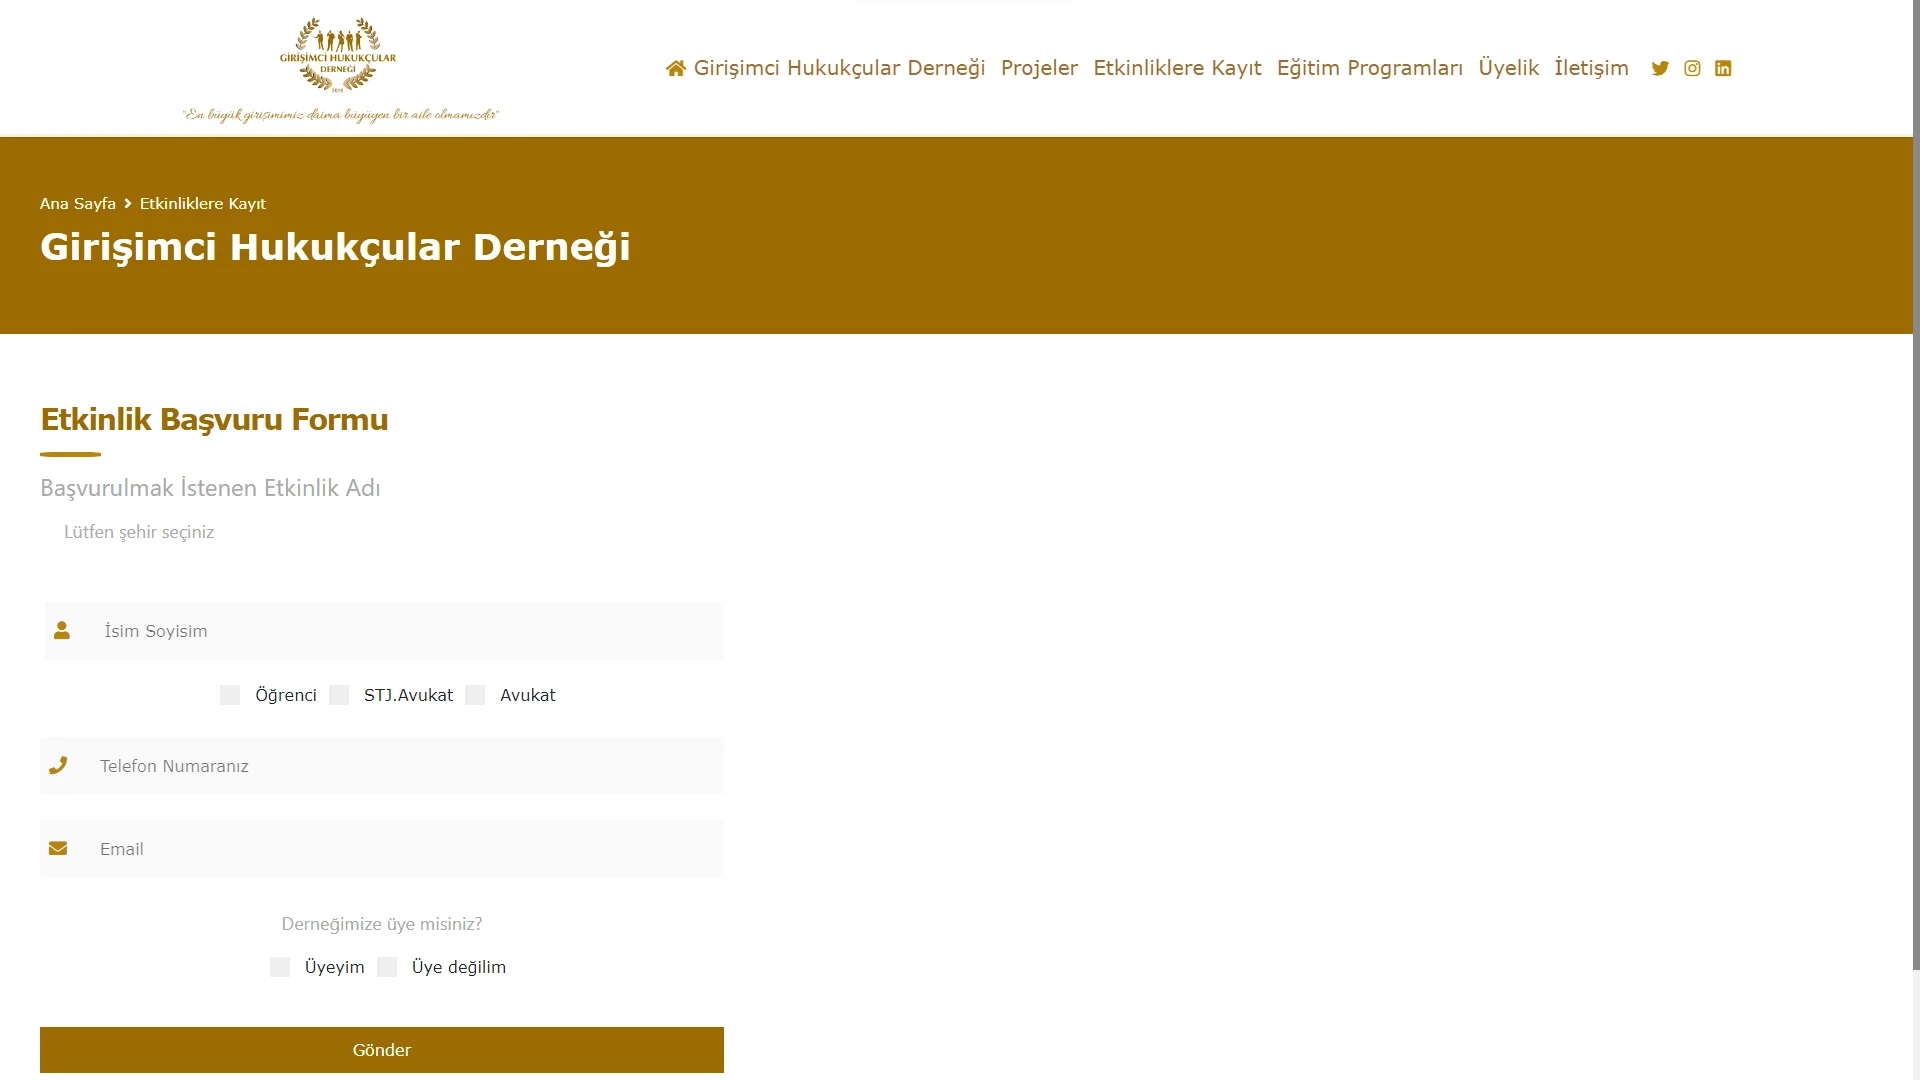 GİRİŞİMCİ HUKUKÇULAR
DERNEĞİ
2018
"En büyük girişimimiz daima büyüyen bir aile olmamızdır"
Girişimci Hukukçular Derneği Projeler Etkinliklere Kayıt Eğitim Programları Üyelik İletişim
Ana Sayfa Etkinliklere Kayıt
Girişimci Hukukçular Derneği
Etkinlik Başvuru Formu
Başvurulmak İstenen Etkinlik Adı
Lütfen şehir seçiniz
İsim Soyisim
Öğrenci STJ.Avukat Avukat
Telefon Numaranız
Email
Derneğimize üye misiniz?
Üyeyim Üye değilim
Gönder